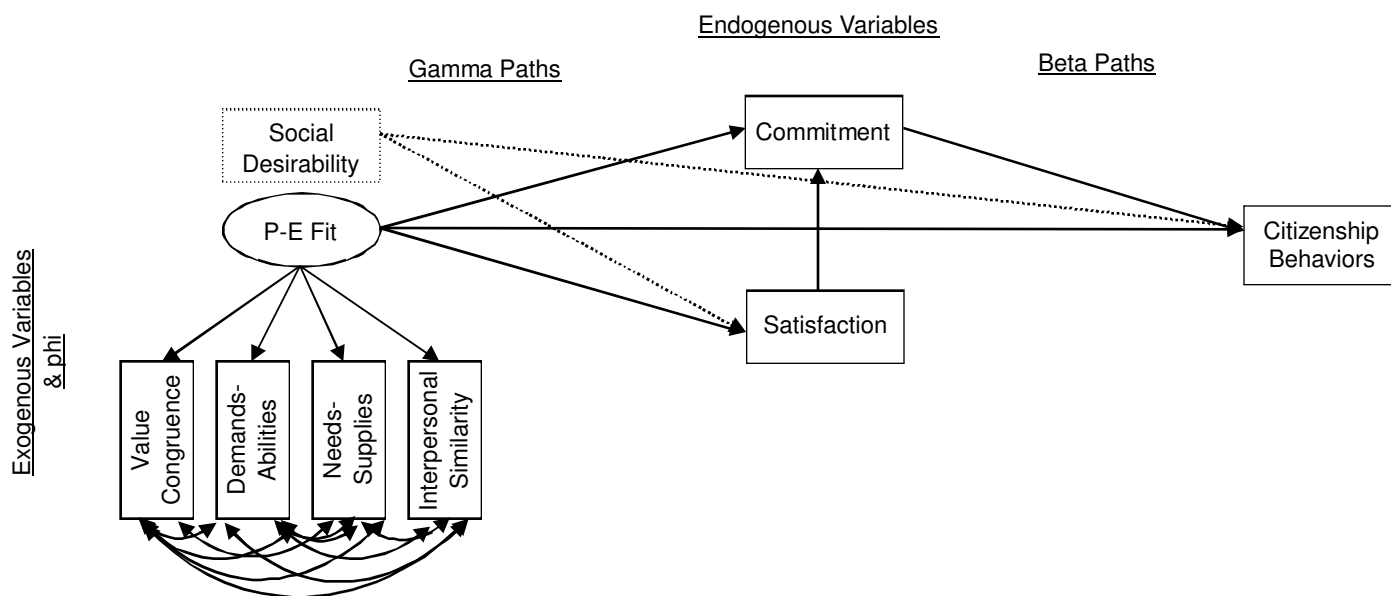 Endogenous Variables
Gamma Paths
Beta Paths
Social
Desirability
Commitment
P-E Fit
Citizenship
Behaviors
Satisfaction
Exogenous Variables
& phi
Value
Congruence
Demands-
Abilities
Needs-
Supplies
Interpersonal
Similarity